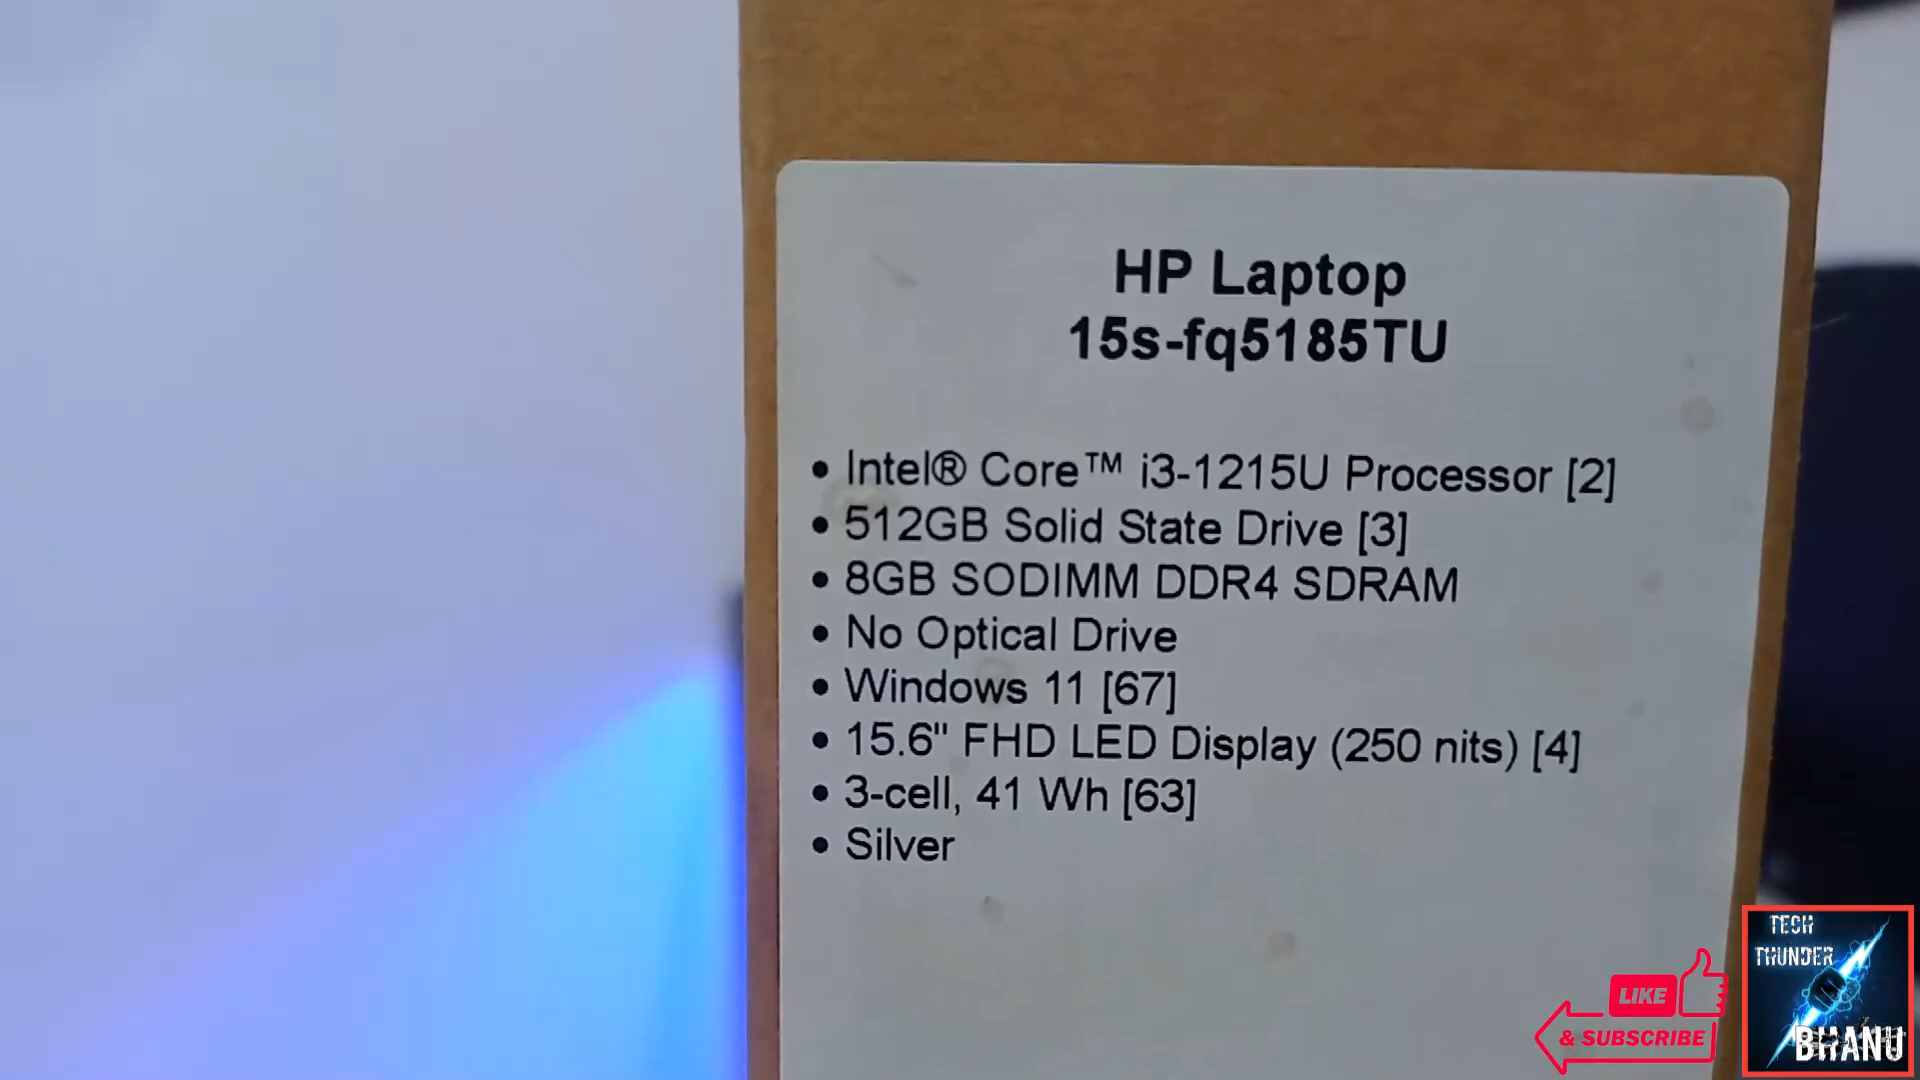 HP Laptop
15s-fq5185TU
• Intel® Core™ i3-1215U Processor [2]
• 512GB Solid State Drive [3]
• 8GB SODIMM DDR4 SDRAM
• No Optical Drive
• Windows 11 [67]
• 15.6" FHD LED Display (250 nits) [4]
• 3-cell, 41 Wh [63]
• Silver
LIKE
& SUBSCRIBE
TECH
THUNDER
BHANU